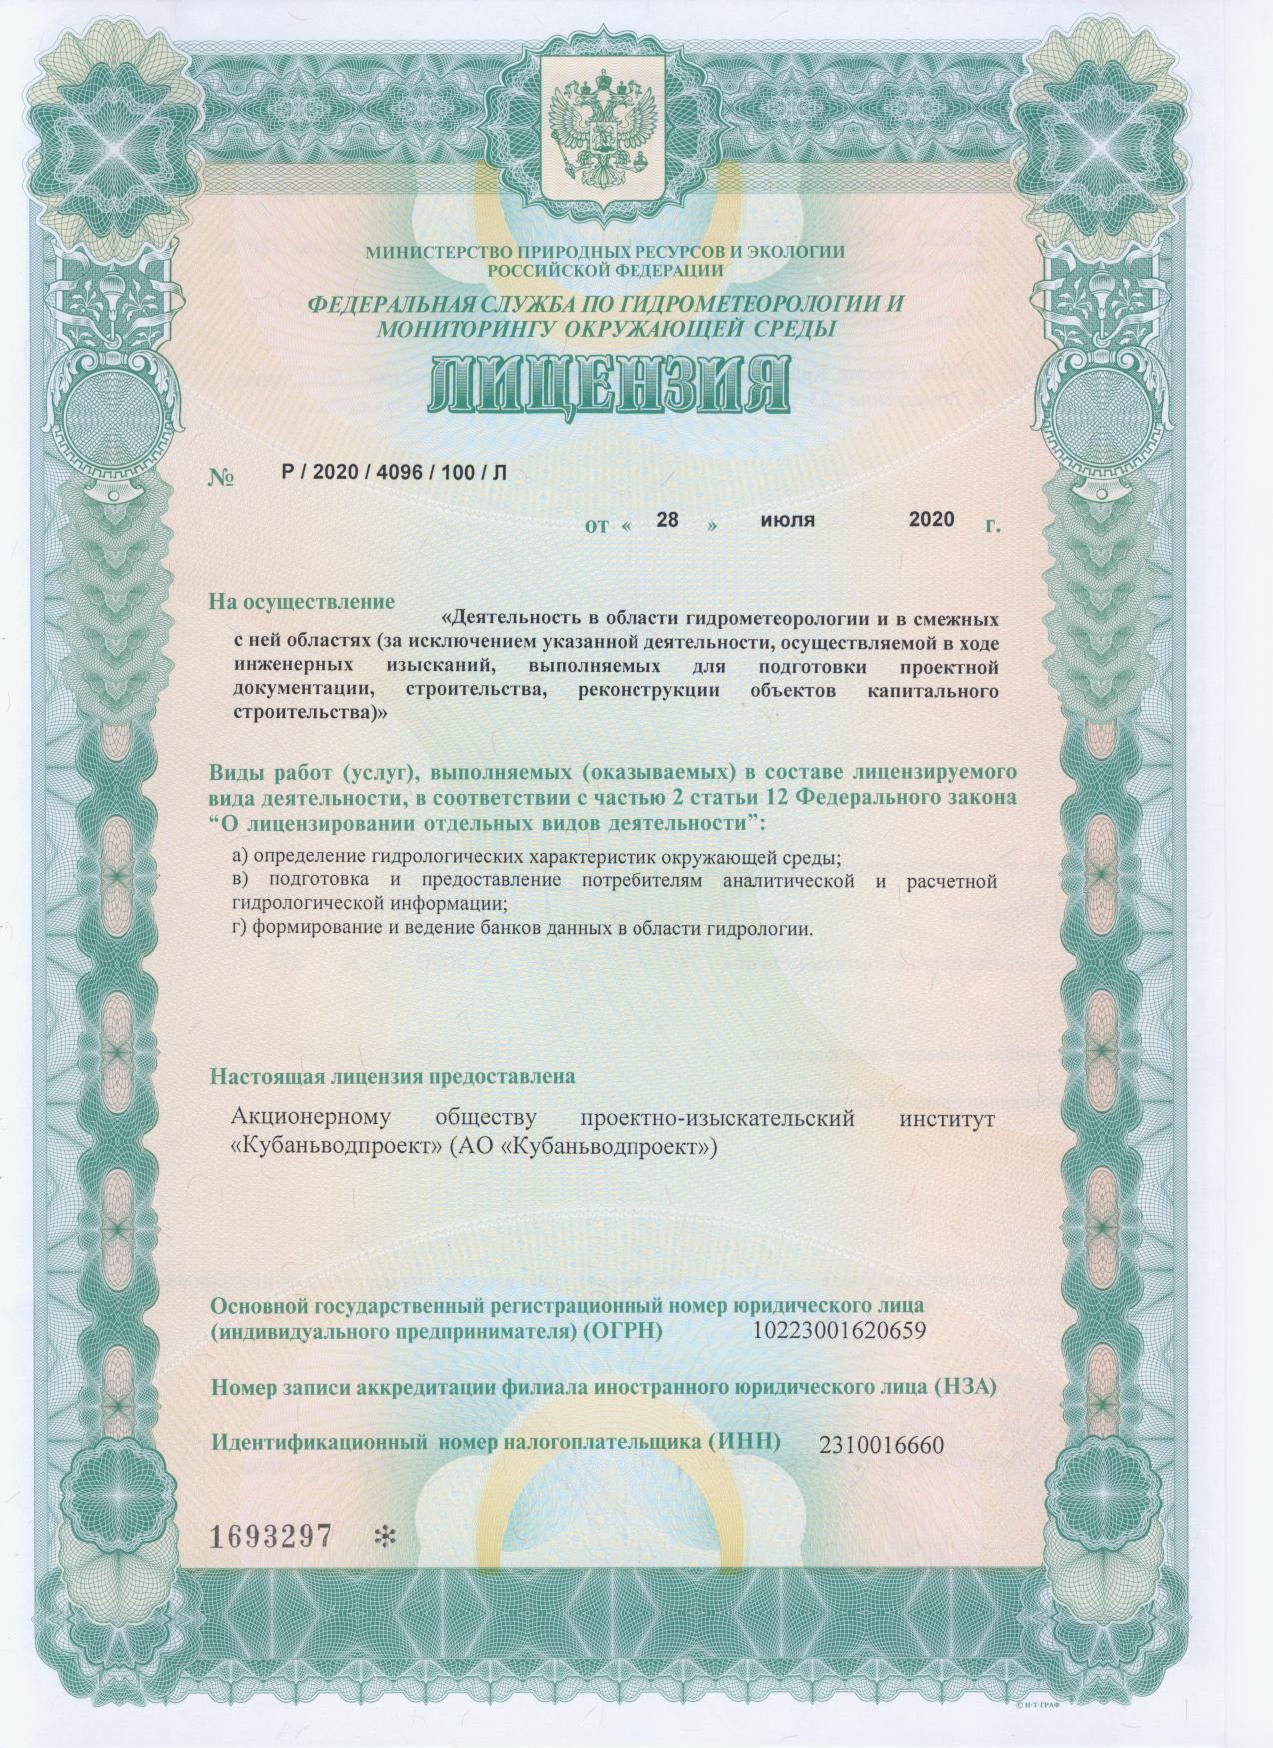 МИНИСТЕРСТВО ПРИРОДНЫХ РЕСУРСОВ И ЭКОЛОГИИ
РОССИЙСКОЙ ФЕДЕРАЦИИ
ФЕДЕРАЛЬНАЯ СЛУЖБА ПО ГИДРОМЕТЕОРОЛОГИИ И
МОНИТОРИНГУ ОКРУЖАЮЩЕЙ СРЕДЫ
ЛИЦЕНЗИЯ
№ Р / 2020 / 4096 / 100 / Л
от « 28 » июля 2020 г.
На осуществление
«Деятельность в области гидрометеорологии и в смежных
с ней областях (за исключением указанной деятельности, осуществляемой в ходе
инженерных изысканий, выполняемых для подготовки проектной
документации, строительства, реконструкции объектов капитального
строительства)»
Виды работ (услуг), выполняемых (оказываемых) в составе лицензируемого
вида деятельности, в соответствии с частью 2 статьи 12 Федерального закона
“О лицензировании отдельных видов деятельности”:
а) определение гидрологических характеристик окружающей среды;
в) подготовка и предоставление потребителям аналитической и расчетной
гидрологической информации;
г) формирование и ведение банков данных в области гидрологии.
Настоящая лицензия предоставлена
Акционерному обществу проектно-изыскательский институт
«Кубаньводпроект» (АО «Кубаньводпроект»)
Основной государственный регистрационный номер юридического лица
(индивидуального предпринимателя) (ОГРН) 10223001620659
Номер записи аккредитации филиала иностранного юридического лица (НЗА)
Идентификационный номер налогоплательщика (ИНН) 2310016660
1693297 *
© Н·Т·ГРАФ